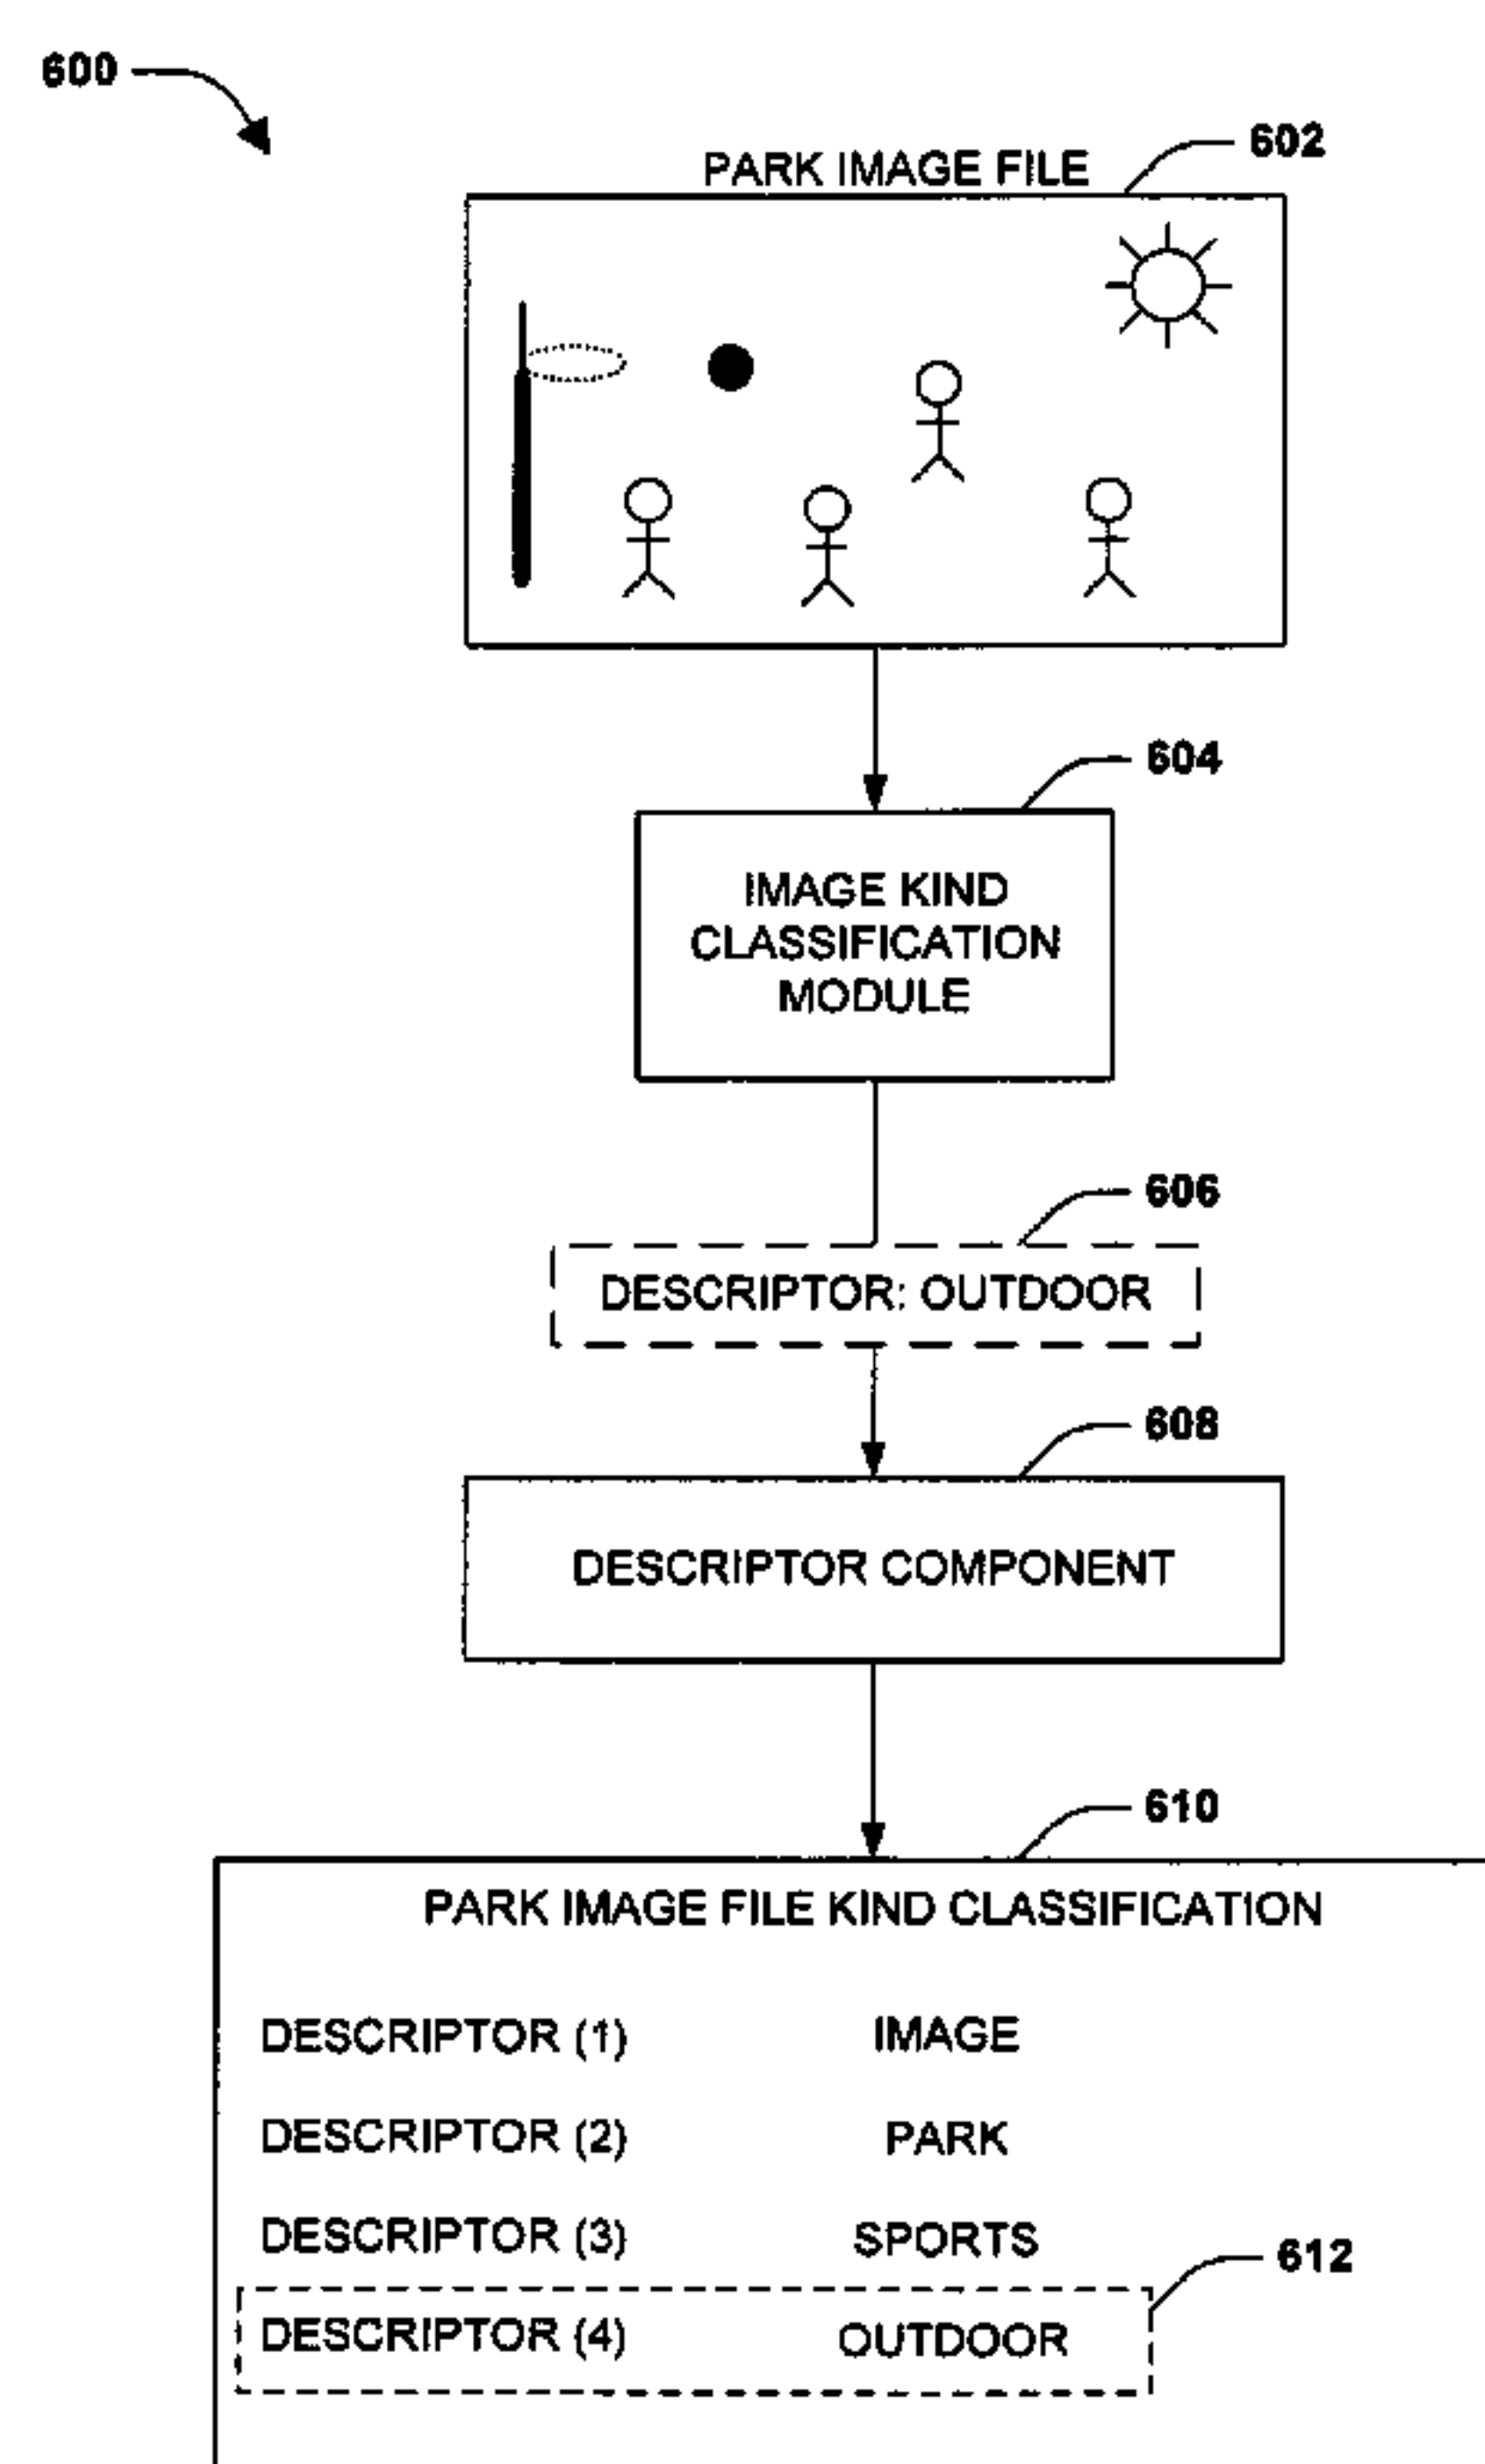 600
602
PARK IMAGE FILE
604
IMAGE KIND
CLASSIFICATION
MODULE
606
DESCRIPTOR: OUTDOOR
608
DESCRIPTOR COMPONENT
610
PARK IMAGE FILE KIND CLASSIFICATION
DESCRIPTOR (1) IMAGE
DESCRIPTOR (2) PARK
DESCRIPTOR (3) SPORTS
612
DESCRIPTOR (4) OUTDOOR